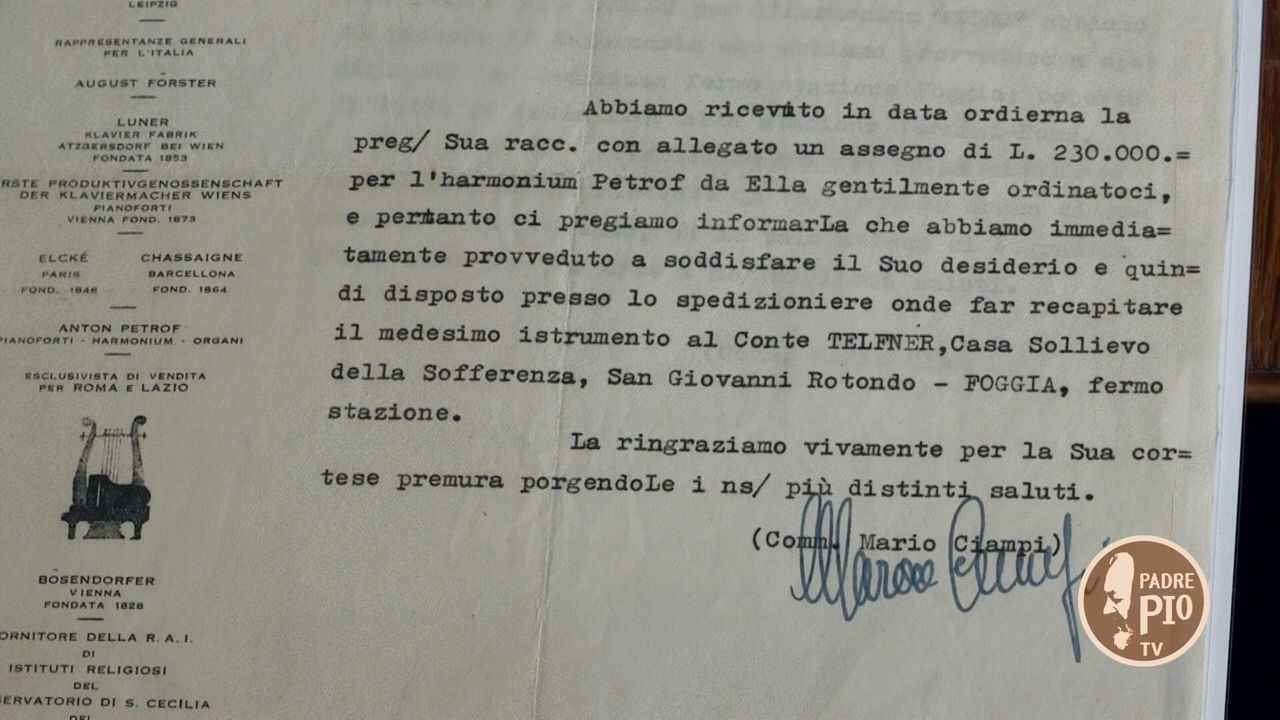 LEIPZIG
RAPPRESENTANZE GENERALI
PER L'ITALIA
AUGUST FÖRSTER
LUNER
KLAVIER FABRIK
ATZGERSDORF BEI WIEN
FONDATA 1853
RSTE PRODUKTIVGENOSSENSCHAFT
DER KLAVIERMACHER WIENS
PIANOFORTI
VIENNA FOND. 1873
ELCKÉ CHASSAIGNE
PARIS BARCELLONA
FOND. 1846 FOND. 1864
ANTON PETROF
PIANOFORTI - HARMONIUM - ORGANI
ESCLUSIVISTA DI VENDITA
PER ROMA E LAZIO
BÖSENDORFER
VIENNA
FONDATA 1828
ORNITORE DELLA R. A. I.
DI
ISTITUTI RELIGIOSI
DEL
SERVATORIO DI S. CECILIA
DEL
Abbiamo ricevuto in data ordierna la
preg/ Sua racc. con allegato un assegno di L. 230.000.=
per l'harmonium Petrof da Ella gentilmente ordinatoci,
e pertanto ci pregiamo informarLa che abbiamo immedia=
tamente provveduto a soddisfare il Suo desiderio e quin=
di disposto presso lo spedizioniere onde far recapitare
il medesimo istrumento al Conte TELFNER,Casa Sollievo
della Sofferenza, San Giovanni Rotondo - FOGGIA, fermo
stazione.
La ringraziamo vivamente per la Sua cor=
tese premura porgendoLe i ns/ più distinti saluti.
(Comm. Mario Ciampi)
Mario Ciampi
PADRE
PIO
TV